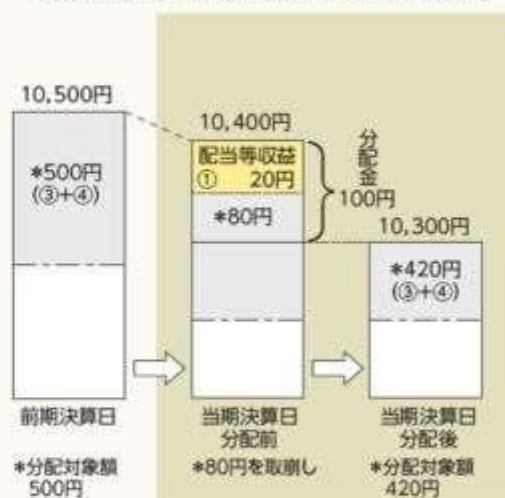 10,500円
*500円
(③+④)
10,400円
配当等収益
① 20円
*80円
分配金
100円
10,300円
*420円
(③+④)
前期決算日
当期決算日
分配前
当期決算日
分配後
*分配対象額
500円
*80円を取崩し
*分配対象額
420円